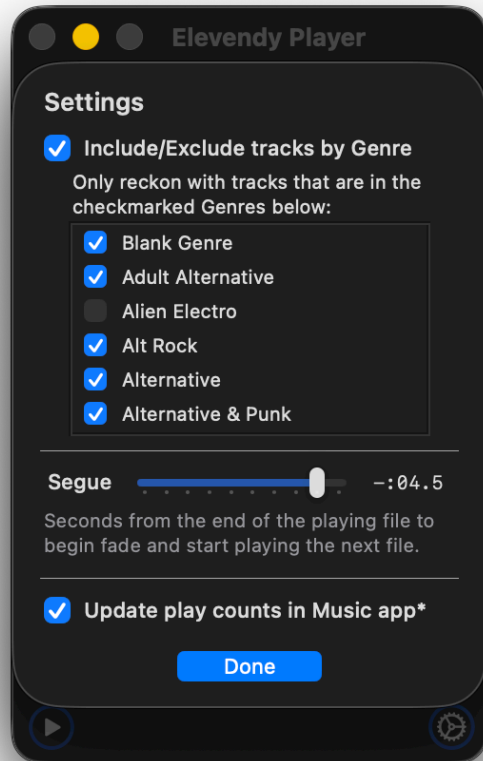 Elevendy Player
Settings
Include/Exclude tracks by Genre
Only reckon with tracks that are in the
checkmarked Genres below:
Blank Genre
Adult Alternative
Alien Electro
Alt Rock
Alternative
Alternative & Punk
Segue -:04.5
Seconds from the end of the playing file to
begin fade and start playing the next file.
Update play counts in Music app*
Done